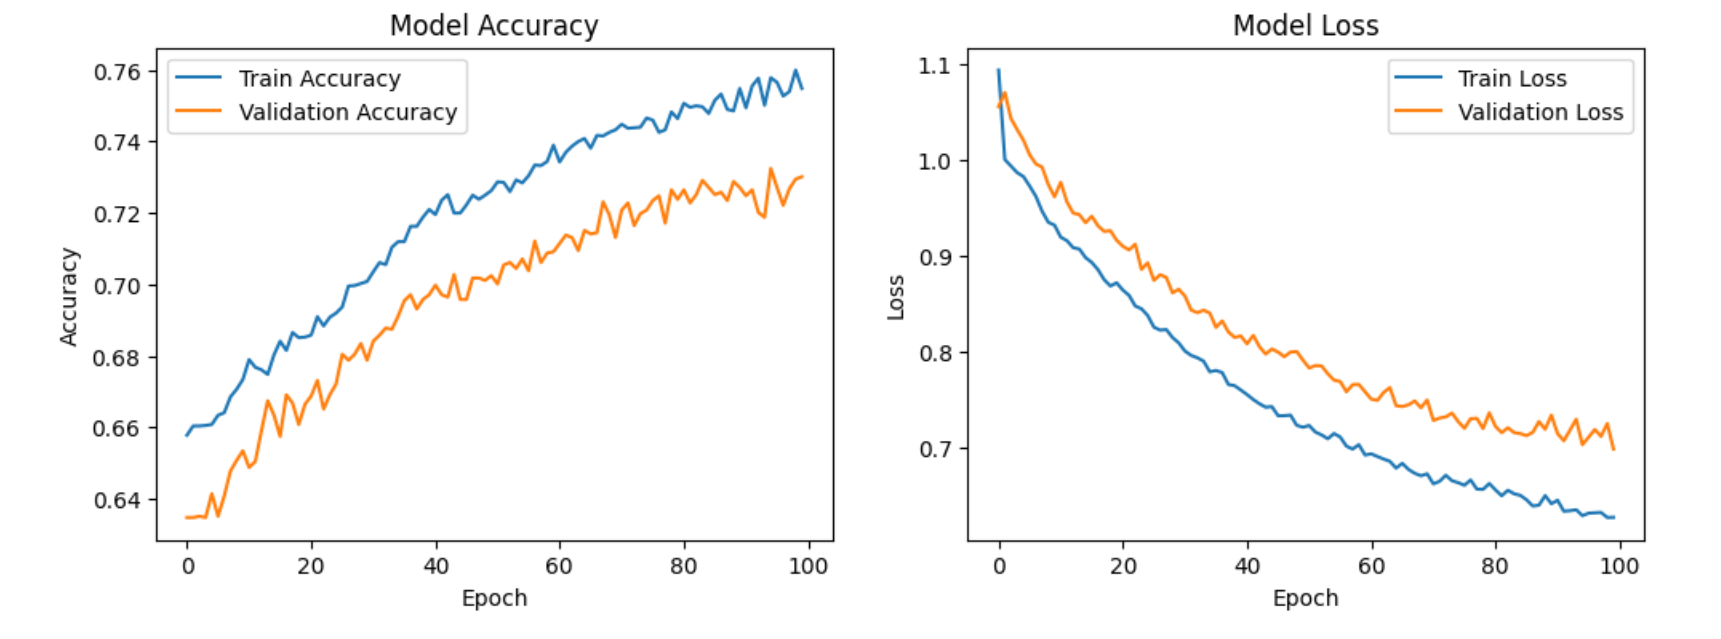 Model Accuracy
Train Accuracy
Validation Accuracy
0.76
0.74
0.72
0.70
0.68
0.66
0.64
Accuracy
0
20
40
60
80
100
Epoch
Model Loss
Train Loss
Validation Loss
1.1
1.0
0.9
0.8
0.7
Loss
0
20
40
60
80
100
Epoch